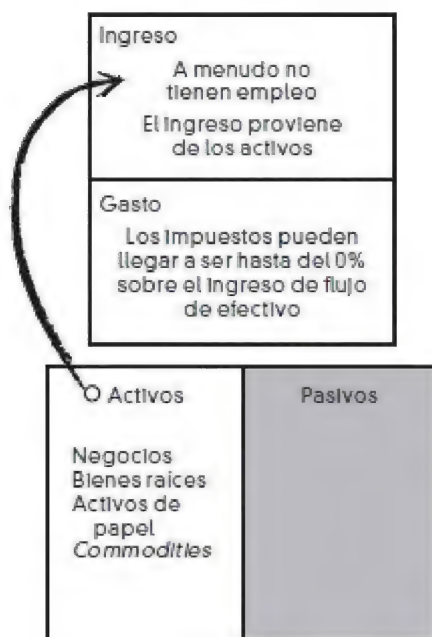 Ingreso
A menudo no
tienen empleo
El ingreso proviene
de los activos
Gasto
Los impuestos pueden
llegar a ser hasta del 0%
sobre el ingreso de flujo
de efectivo
Activos
Negocios
Bienes raíces
Activos de
papel
Commodities
Pasivos